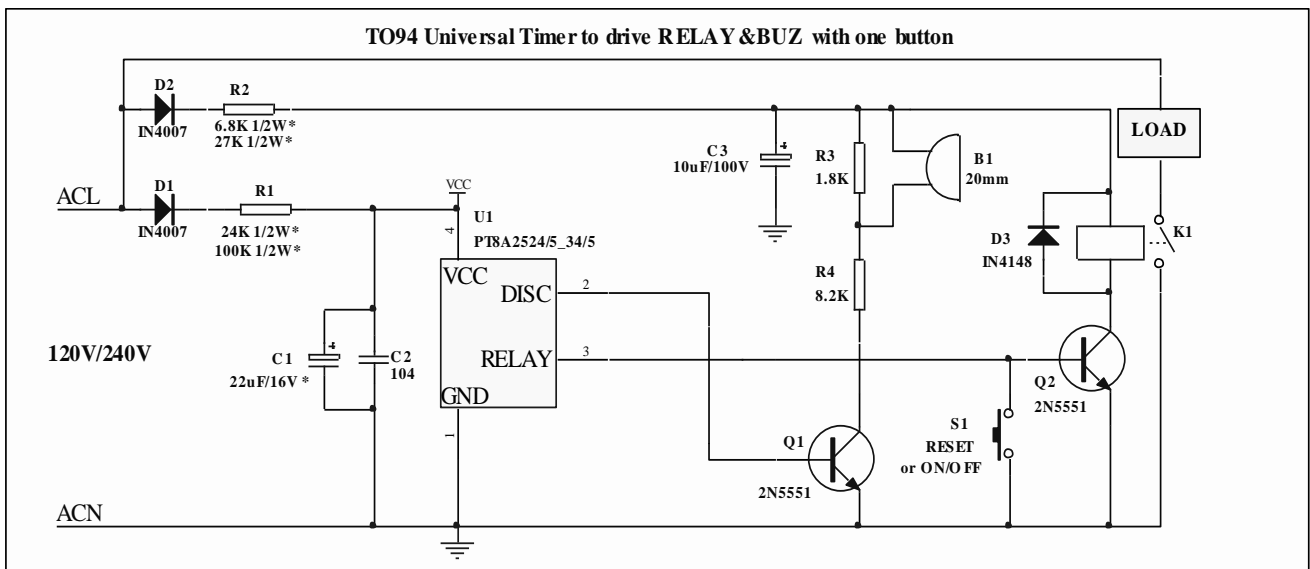 TO94 Universal Timer to drive RELAY&BUZ with one button
D2
R2
IN4007
6.8K 1/2W*
27K 1/2W*
LOAD
C3
10uF/100V
R3
1.8K
B1
20mm
ACL
D1
R1
IN4007
24K 1/2W*
100K 1/2W*
VCC
U1
4
PT8A2524/5_34/5
VCC
DISC
2
RELAY
3
GND
1
D3
IN4148
K1
R4
8.2K
120V/240V
C1
22uF/16V *
C2
104
Q2
2N5551
Q1
2N5551
S1
RESET
or ON/OFF
ACN